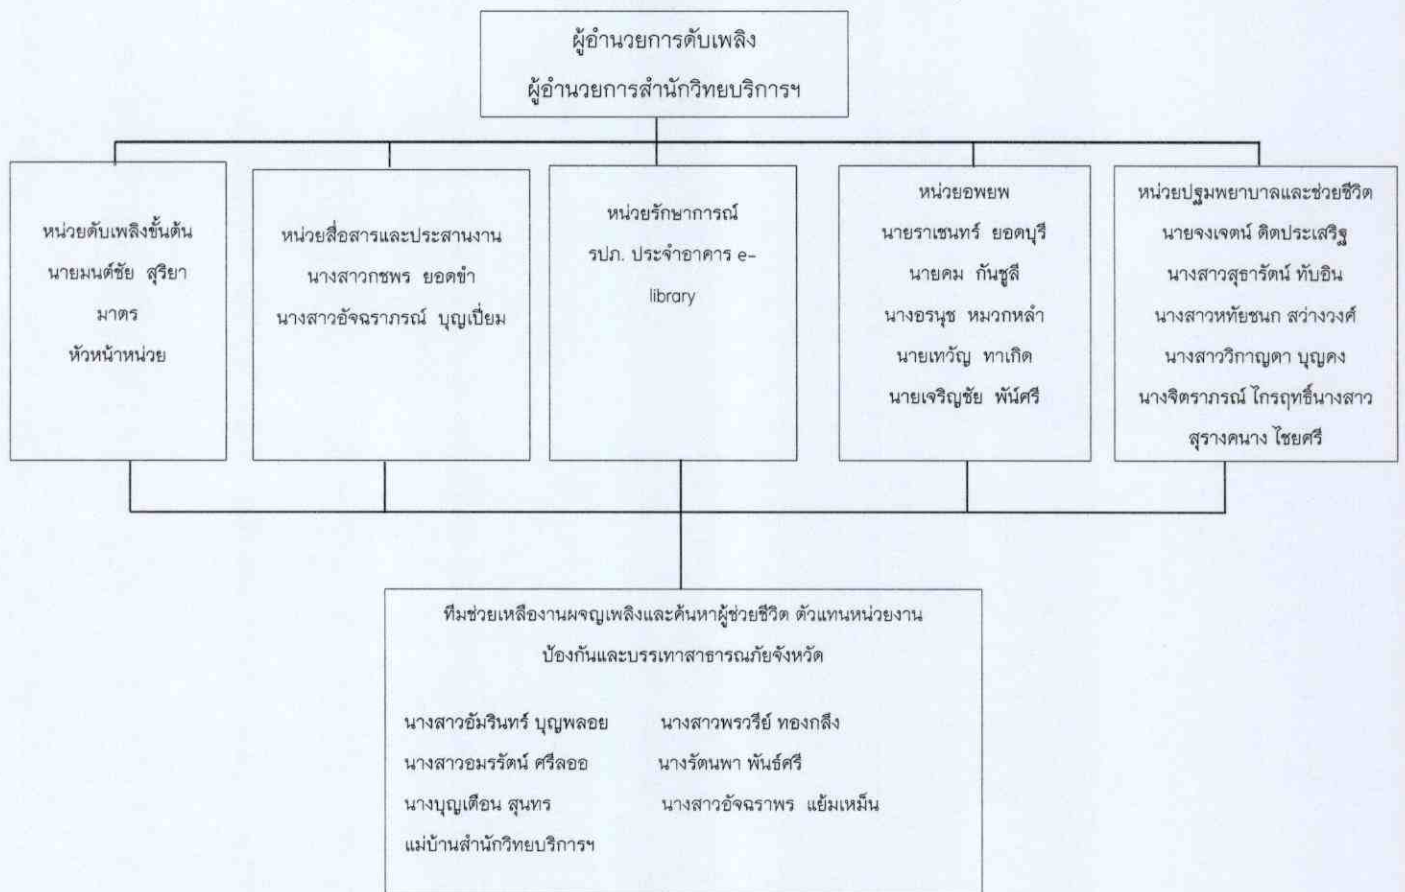 ผู้อำนวยการดับเพลิง
ผู้อำนวยการสำนักวิทยบริการฯ
หน่วยดับเพลิงขั้นต้น
นายมนต์ชัย สุริยา
มาตร
หัวหน้าหน่วย
หน่วยสื่อสารและประสานงาน
นางสาวกชพร ยอดขำ
นางสาวอัจฉราภรณ์ บุญเปี่ยม
หน่วยรักษาการณ์
รปภ. ประจำอาคาร e-
library
หน่วยอพยพ
นายราเชนทร์ ยอดบุรี
นายคม กันชูลี
นางอรนุช หมวกหลำ
นายเทวัญ ทาเกิด
นายเจริญชัย พัน์ศรี
หน่วยปฐมพยาบาลและช่วยชีวิต
นายจงเจตน์ ดิตประเสริฐ
นางสาวสุธารัตน์ ทับอิน
นางสาวหทัยชนก สว่างวงศ์
นางสาววิกาญดา บุญคง
นางจิตราภรณ์ ไกรฤทธิ์นางสาว
สุรางคนาง ไชยศรี
ทีมช่วยเหลืองานผจญเพลิงและค้นหาผู้ช่วยชีวิต ตัวแทนหน่วยงาน
ป้องกันและบรรเทาสาธารณภัยจังหวัด
นางสาวอัมรินทร์ บุญพลอย นางสาวพรวรีย์ ทองกลึง
นางสาวอมรรัตน์ ศรีลออ นางรัตนพา พันธ์ศรี
นางบุญเตือน สุนทร นางสาวอัจฉราพร แย้มเหม็น
แม่บ้านสำนักวิทยบริการฯ